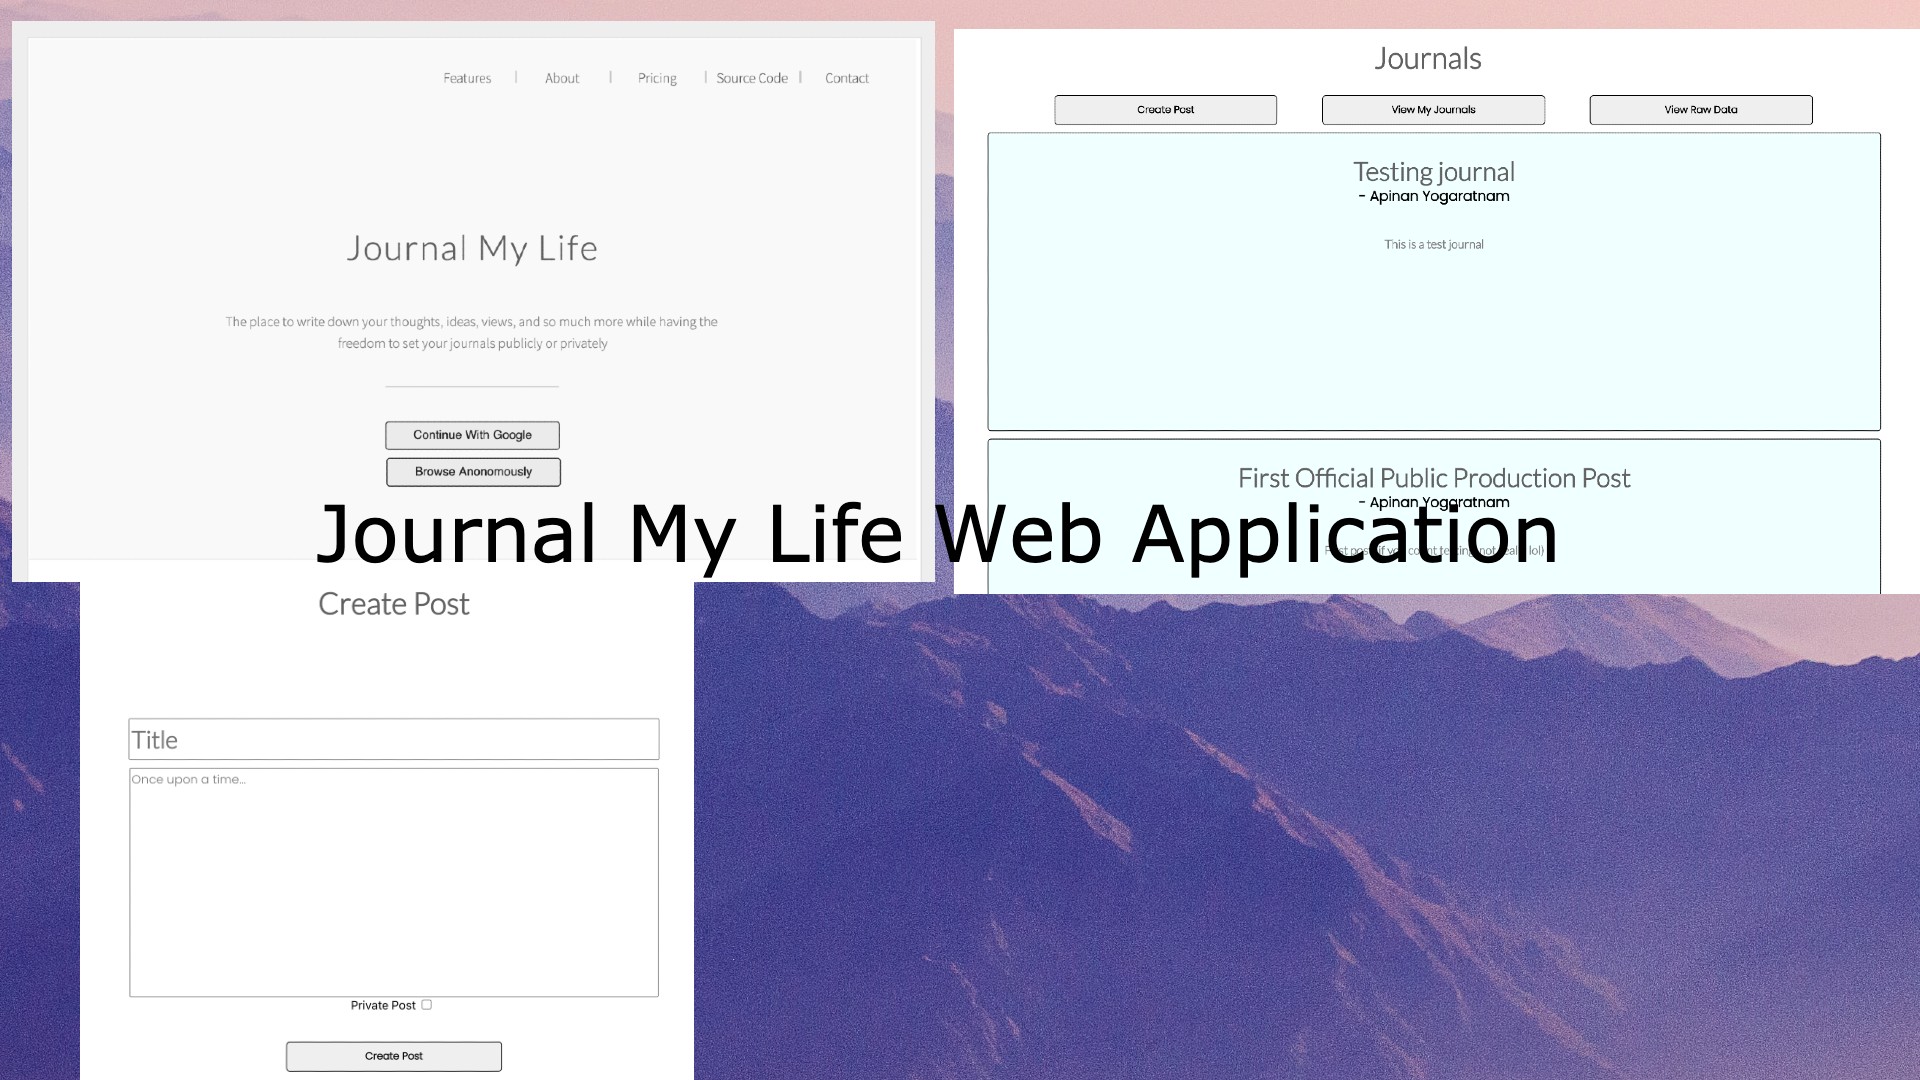 Features | About | Pricing | Source Code | Contact
Journal My Life
The place to write down your thoughts, ideas, views, and so much more while having the
freedom to set your journals publicly or privately
Continue With Google
Browse Anonomously
Journals
Create Post
View My Journals
View Raw Data
Testing journal
- Apinan Yogaratnam
This is a test journal
First Official Public Production Post
- Apinan Yogaratnam
lol)
Journal My Life Web Application
Create Post
Title
Once upon a time...
Private Post
Create Post